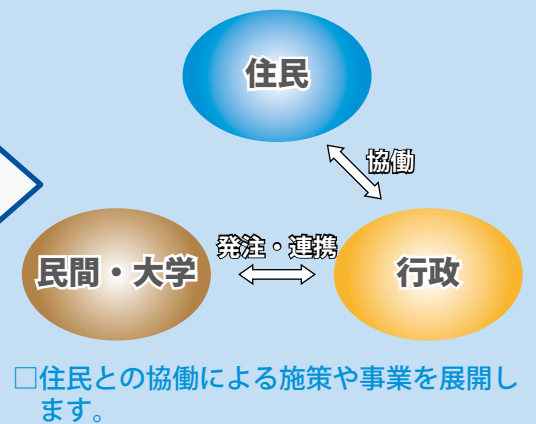 住民
協働
発注・連携
民間・大学
行政
□住民との協働による施策や事業を展開し
ます。